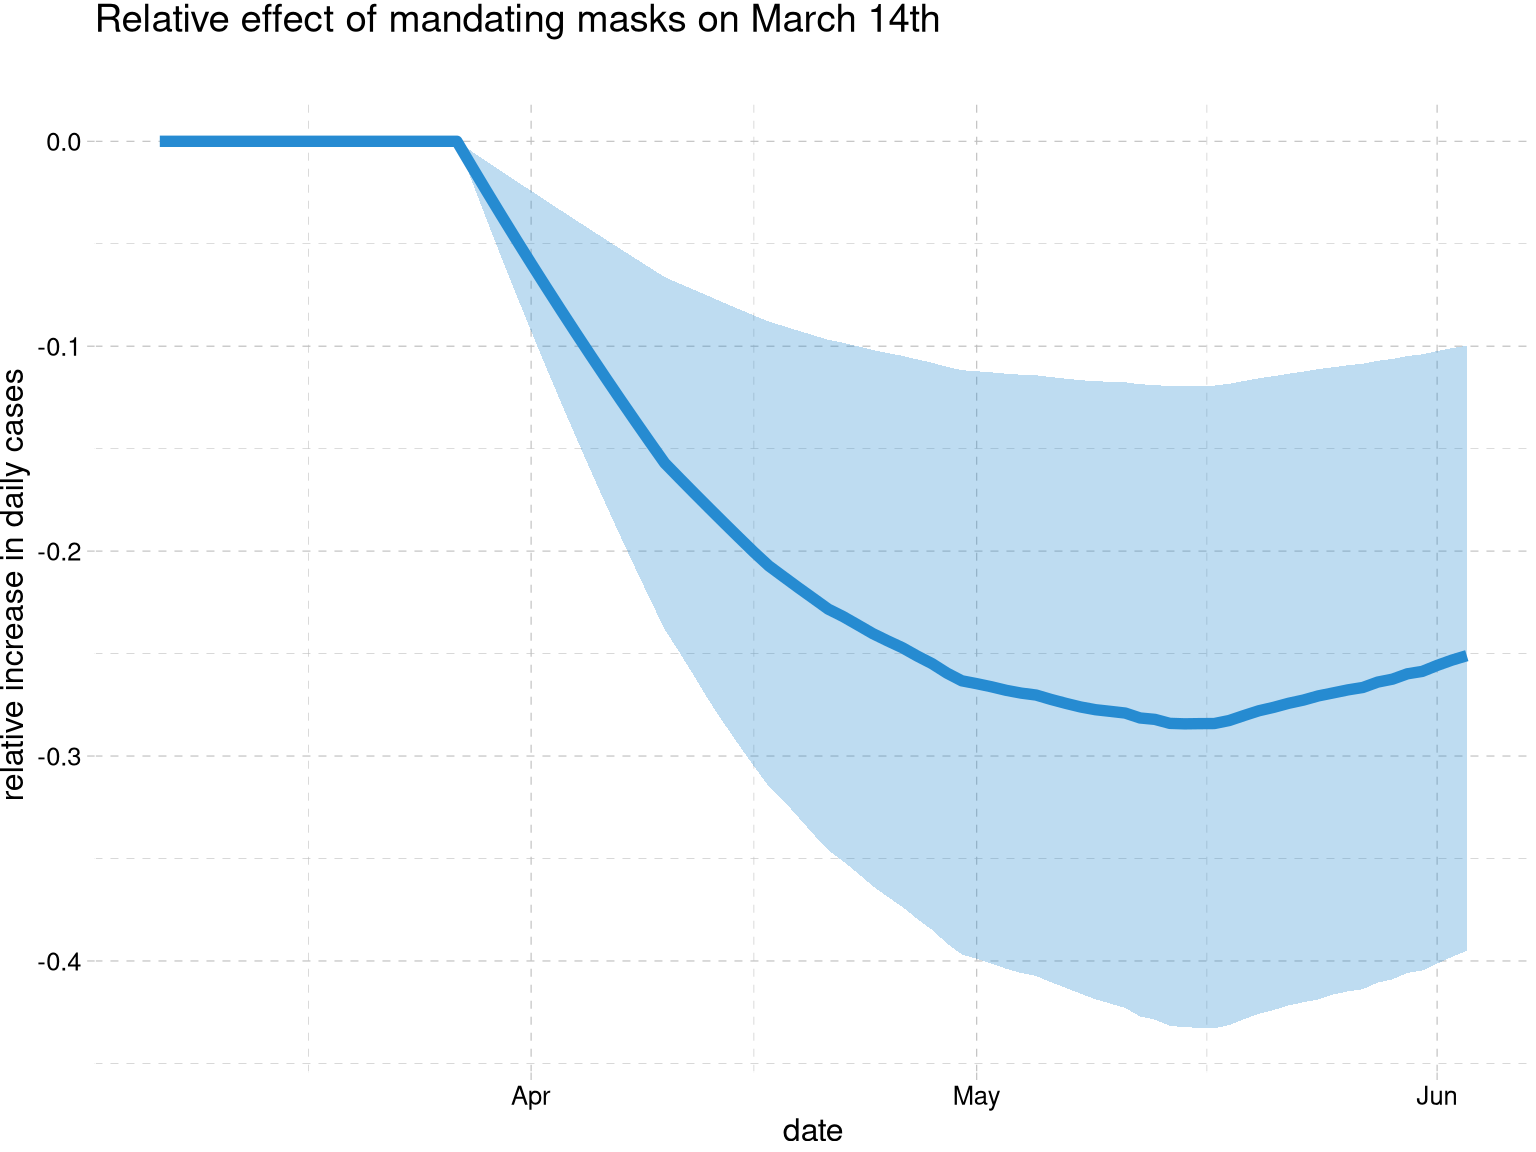 Relative effect of mandating masks on March 14th
relative increase in daily cases
0.0
-0.1
-0.2
-0.3
-0.4
Apr
May
Jun
date